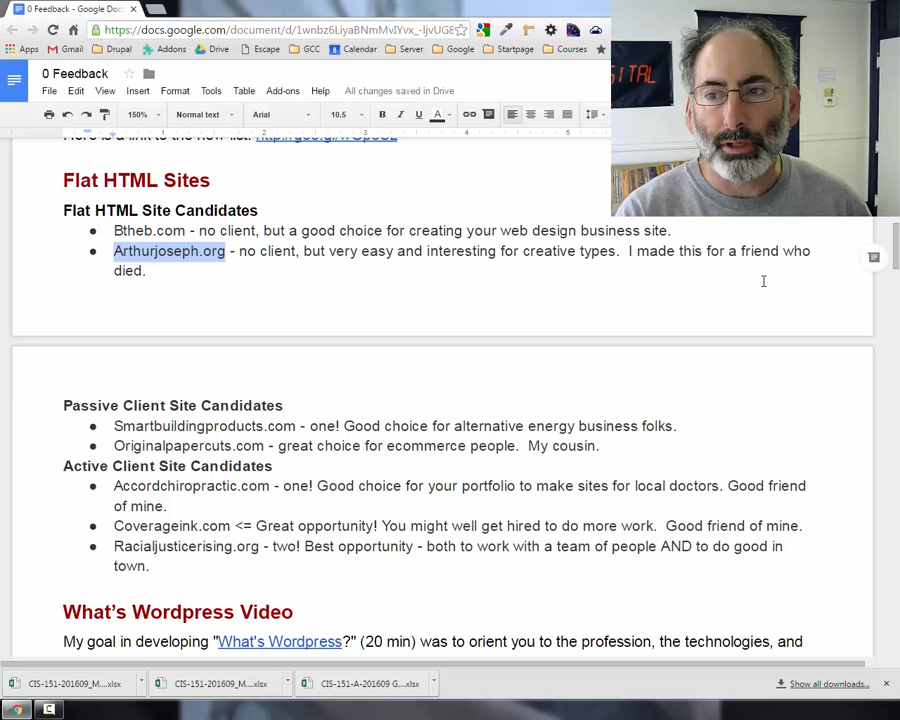 0 Feedback - Google Doc
https://docs.google.com/document/d/1wnbz6LiyaBNmMvIYvx_-ljvUG8
Apps Gmail Drupal Addons Drive Escape GCC Calendar Server Google Startpage Courses
0 Feedback
File Edit View Insert Format Tools Table Add-ons Help All changes saved in Drive
150% Normal text Arial 10.5 B I U A
3 4 5
Flat HTML Sites
Flat HTML Site Candidates
● Btheb.com - no client, but a good choice for creating your web design business site.
● Arthurjoseph.org - no client, but very easy and interesting for creative types. I made this for a friend who
died.
Passive Client Site Candidates
● Smartbuildingproducts.com - one! Good choice for alternative energy business folks.
● Originalpapercuts.com - great choice for ecommerce people. My cousin.
Active Client Site Candidates
● Accordchiropractic.com - one! Good choice for your portfolio to make sites for local doctors. Good friend
of mine.
● Coverageink.com <= Great opportunity! You might well get hired to do more work. Good friend of mine.
● Racialjusticerising.org - two! Best opportunity - both to work with a team of people AND to do good in
town.
What's Wordpress Video
My goal in developing "What's Wordpress?" (20 min) was to orient you to the profession, the technologies, and
CIS-151-201609_M....xlsx CIS-151-201609_M....xlsx CIS-151-A-201609 G....xlsx Show all downloads...